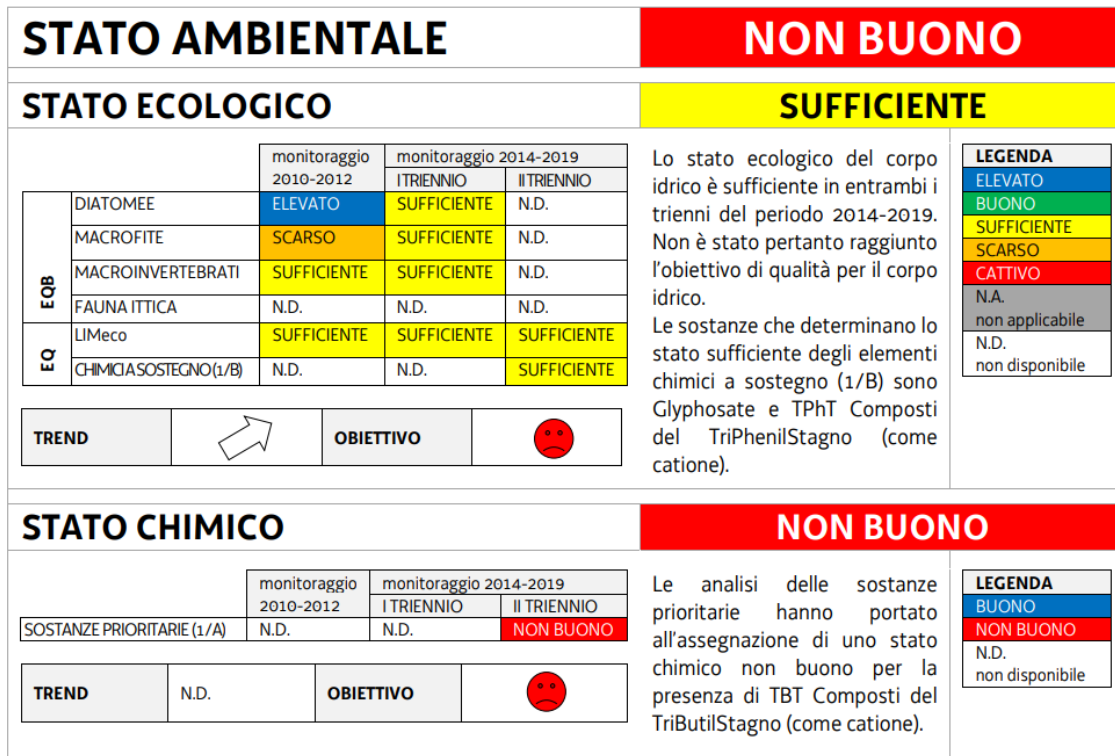 STATO AMBIENTALE NON BUONO
STATO ECOLOGICO SUFFICIENTE
monitoraggio 2010-2012 monitoraggio 2014-2019
I TRIENNIO II TRIENNIO
EQB
DIATOMEE ELEVATO SUFFICIENTE N.D.
MACROFITE SCARSO SUFFICIENTE N.D.
MACROINVERTEBRATI SUFFICIENTE SUFFICIENTE N.D.
FAUNA ITTICA N.D. N.D. N.D.
EQ
LIMeco SUFFICIENTE SUFFICIENTE SUFFICIENTE
CHIMICI A SOSTEGNO (1/B) N.D. N.D. SUFFICIENTE
TREND OBIETTIVO
Lo stato ecologico del corpo
idrico è sufficiente in entrambi i
trienni del periodo 2014-2019.
Non è stato pertanto raggiunto
l'obiettivo di qualità per il corpo
idrico.
Le sostanze che determinano lo
stato sufficiente degli elementi
chimici a sostegno (1/B) sono
Glyphosate e TPhT Composti
del TriPhenilStagno (come
catione).
LEGENDA
ELEVATO
BUONO
SUFFICIENTE
SCARSO
CATTIVO
N.A.
non applicabile
N.D.
non disponibile
STATO CHIMICO NON BUONO
monitoraggio 2010-2012 monitoraggio 2014-2019
I TRIENNIO II TRIENNIO
SOSTANZE PRIORITARIE (1/A) N.D. N.D. NON BUONO
TREND N.D. OBIETTIVO
Le analisi delle sostanze
prioritarie hanno portato
all'assegnazione di uno stato
chimico non buono per la
presenza di TBT Composti del
TriButilStagno (come catione).
LEGENDA
BUONO
NON BUONO
N.D.
non disponibile